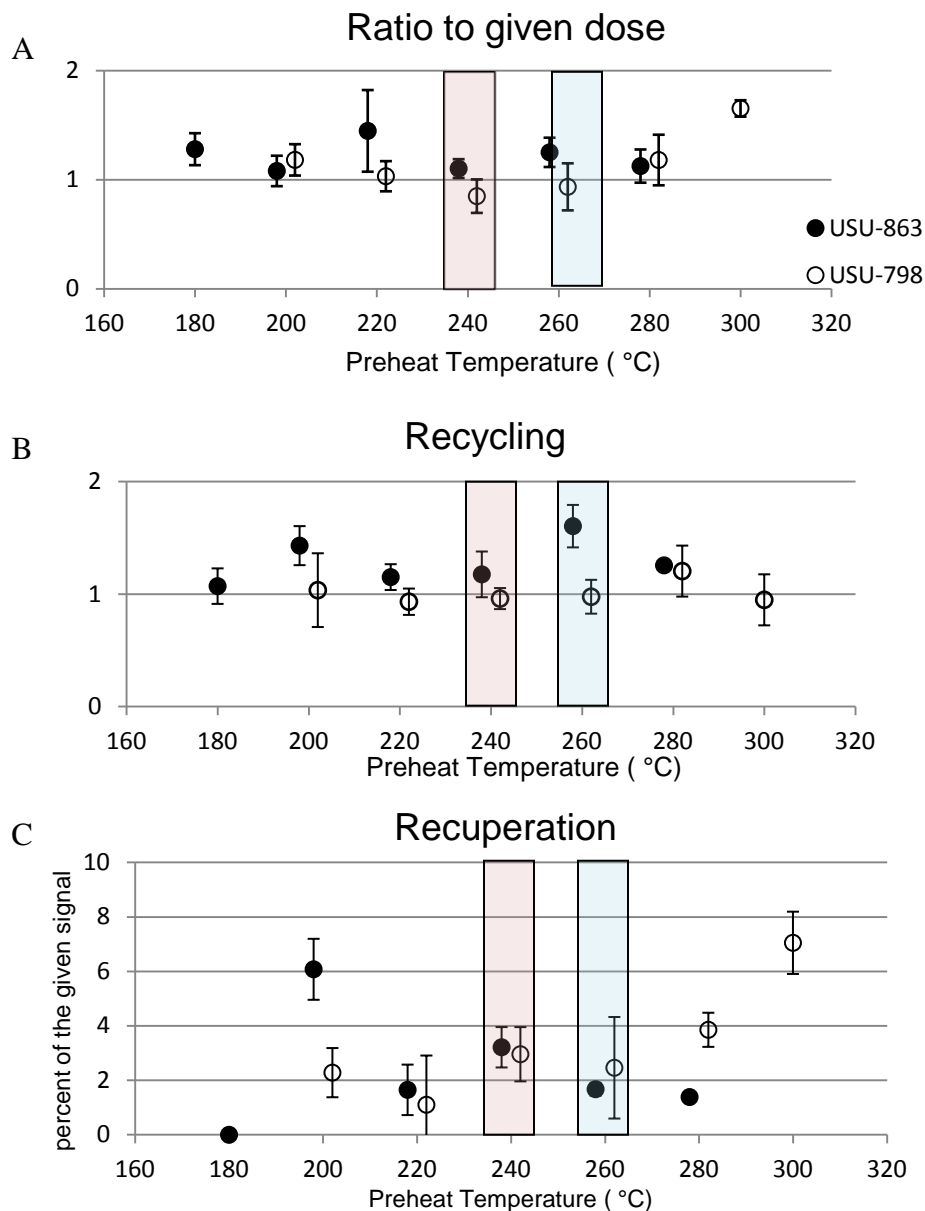 A
Ratio to given dose
2
1
0
160 180 200 220 240 260 280 300 320
Preheat Temperature ( °C)
USU-863
USU-798
B
Recycling
2
1
0
160 180 200 220 240 260 280 300 320
Preheat Temperature ( °C)
C
Recuperation
percent of the given signal
10
8
6
4
2
0
160 180 200 220 240 260 280 300 320
Preheat Temperature ( °C)